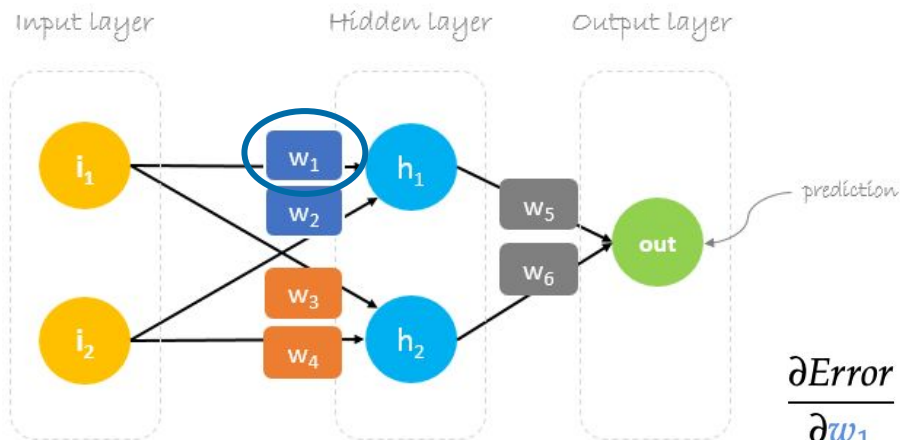 Input layer
Hidden layer
Output layer
i₁
w₁
h₁
w₂
w₅
prediction
out
w₃
w₆
i₂
w₄
h₂
∂Error
∂w₁